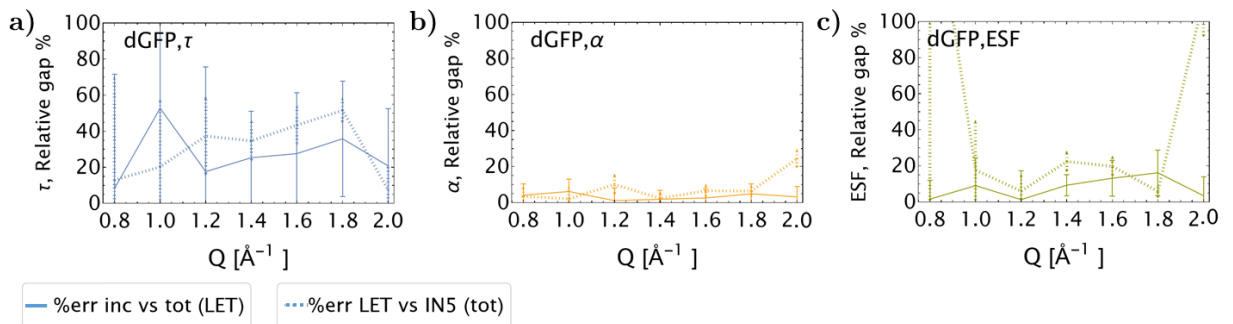 a)
dGFP,τ
τ, Relative gap %
100
80
60
40
20
0
0.8 1.0 1.2 1.4 1.6 1.8 2.0
Q [Å⁻¹ ]
b)
dGFP,α
α, Relative gap %
100
80
60
40
20
0
0.8 1.0 1.2 1.4 1.6 1.8 2.0
Q [Å⁻¹ ]
c)
dGFP,ESF
ESF, Relative gap %
100
80
60
40
20
0
0.8 1.0 1.2 1.4 1.6 1.8 2.0
Q [Å⁻¹ ]
%err inc vs tot (LET)
%err LET vs IN5 (tot)